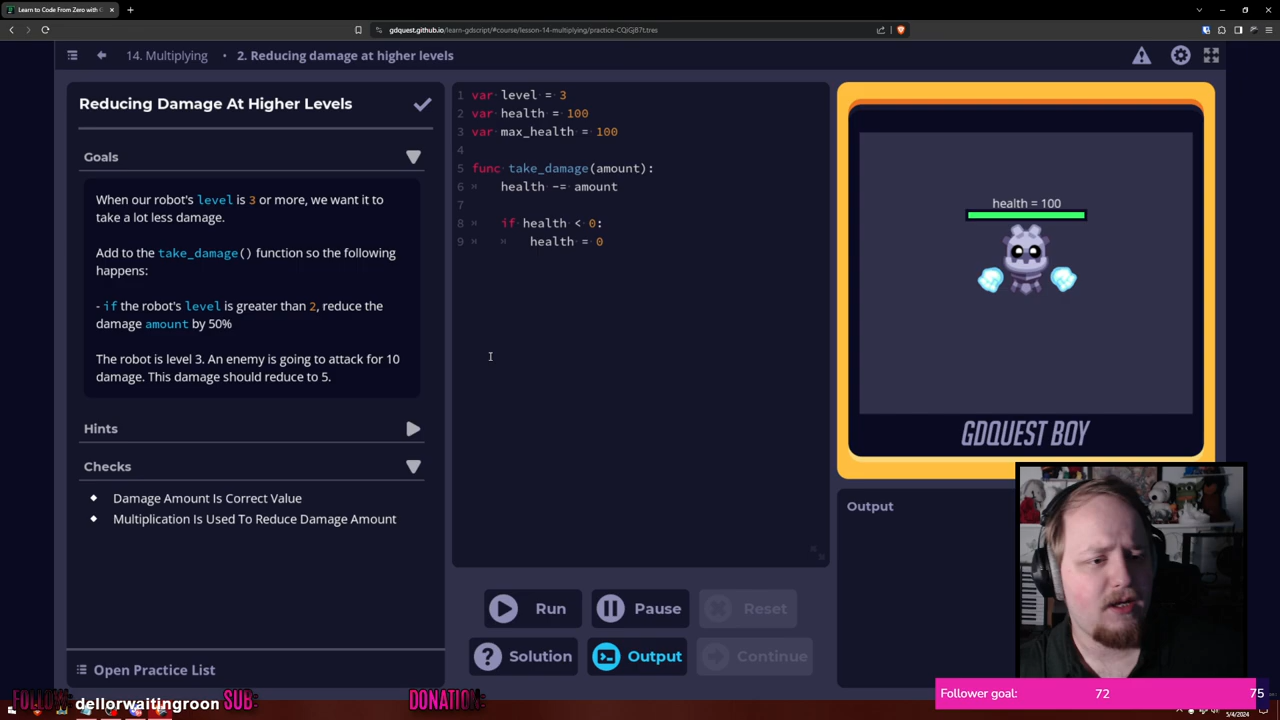 Learn to Code From Zero with
gdquest.github.io/learn-gdscript/#course/lesson-14-multiplying/practice-CQiGjB7t.tres
14. Multiplying • 2. Reducing damage at higher levels
Reducing Damage At Higher Levels
Goals
When our robot's level is 3 or more, we want it to
take a lot less damage.
Add to the take_damage() function so the following
happens:
- if the robot's level is greater than 2, reduce the
damage amount by 50%
The robot is level 3. An enemy is going to attack for 10
damage. This damage should reduce to 5.
Hints
Checks
Damage Amount Is Correct Value
Multiplication Is Used To Reduce Damage Amount
Open Practice List
1 var level = 3
2 var health = 100
3 var max_health = 100
4
5 func take_damage(amount):
6 health -= amount
7
8 if health < 0:
9 health = 0
Run
Pause
Reset
Solution
Output
Continue
health = 100
GDQUEST BOY
Output
FOLLOW: dellorwaitingroon SUB: DONATION:
Follower goal: 72 75
5/4/2024